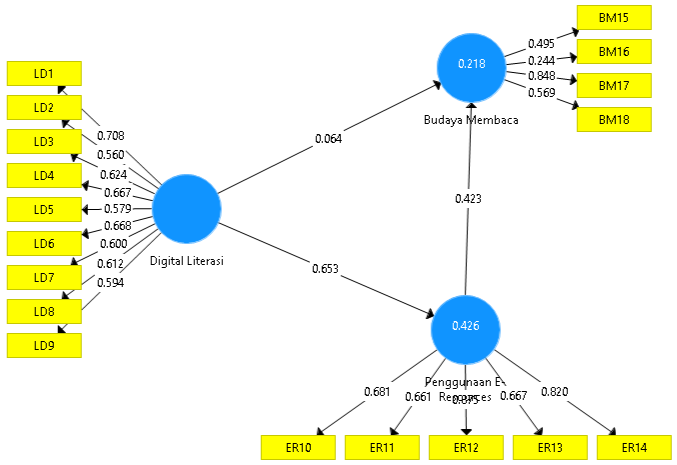 BM15
BM16
BM17
BM18
0.495
0.244
0.848
0.569
0.218
Budaya Membaca
LD1
LD2
LD3
LD4
LD5
LD6
LD7
LD8
LD9
0.708
0.560
0.624
0.667
0.579
0.668
0.600
0.612
0.594
Digital Literasi
0.064
0.423
0.653
0.426
Penggunaan E-
0.681
0.661
0.667
0.820
ER10
ER11
ER12
ER13
ER14